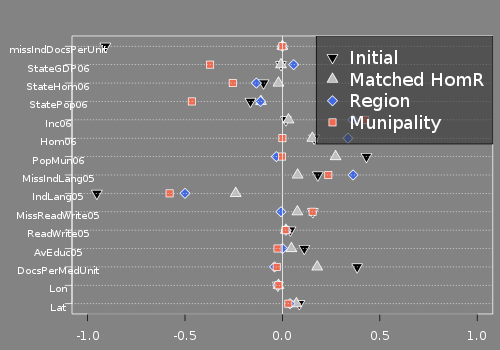 missIndDocsPerUnit
StateGDP06
StateHom06
StatePop06
Inc06
Hom06
PopMun06
MissIndLang05
IndLang05
MissReadWrite05
ReadWrite05
AvEduc05
DocsPerMedUnit
Lon
Lat
Initial
Matched HomR
Region
Munipality
-1.0 -0.5 0.0 0.5 1.0